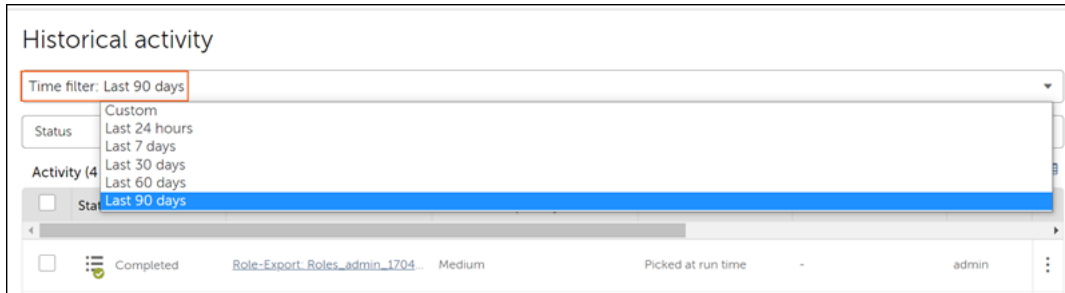 Historical activity
Time filter: Last 90 days
Custom
Status
Last 24 hours
Last 7 days
Activity (4
Last 30 days
Last 60 days
Last 90 days
Completed
Role-Export: Roles_admin_1704...
Medium
Picked at run time
-
admin